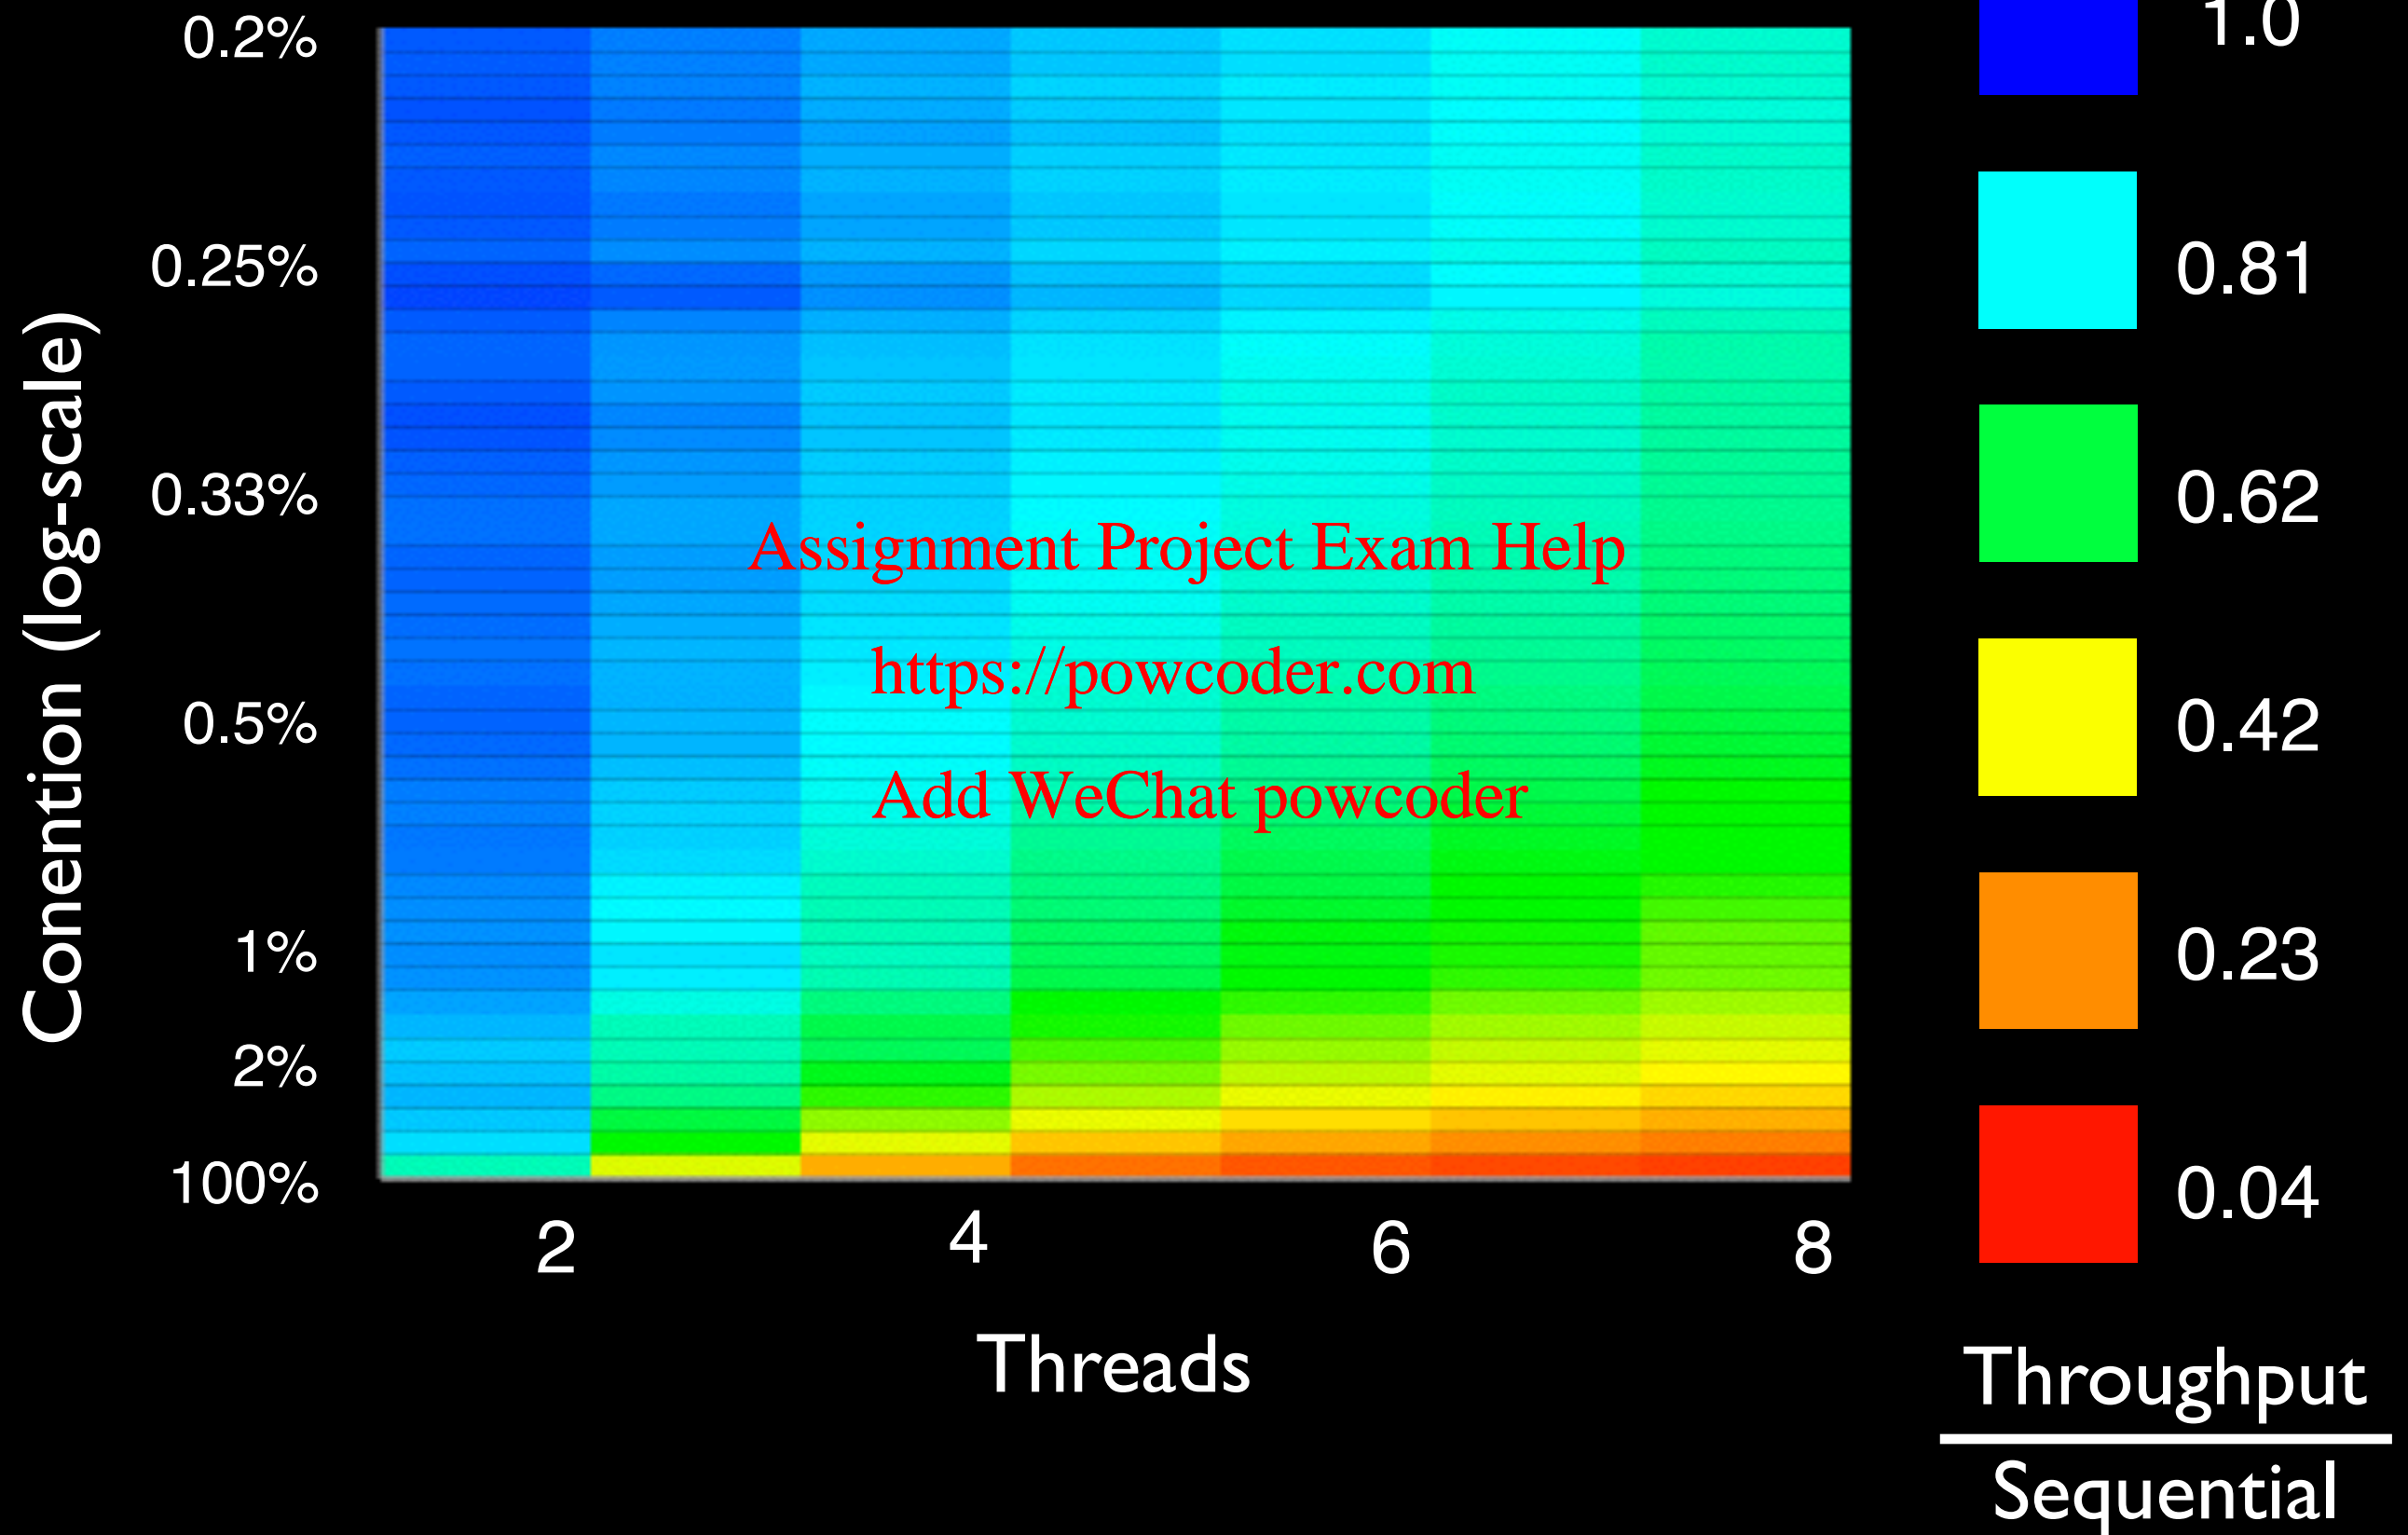 0.2%
0.25%
0.33%
0.5%
1%
2%
100%
Conention (log-scale)
2
4
6
8
Threads
Assignment Project Exam Help
https://powcoder.com
Add WeChat powcoder
1.0
0.81
0.62
0.42
0.23
0.04
Throughput
Sequential